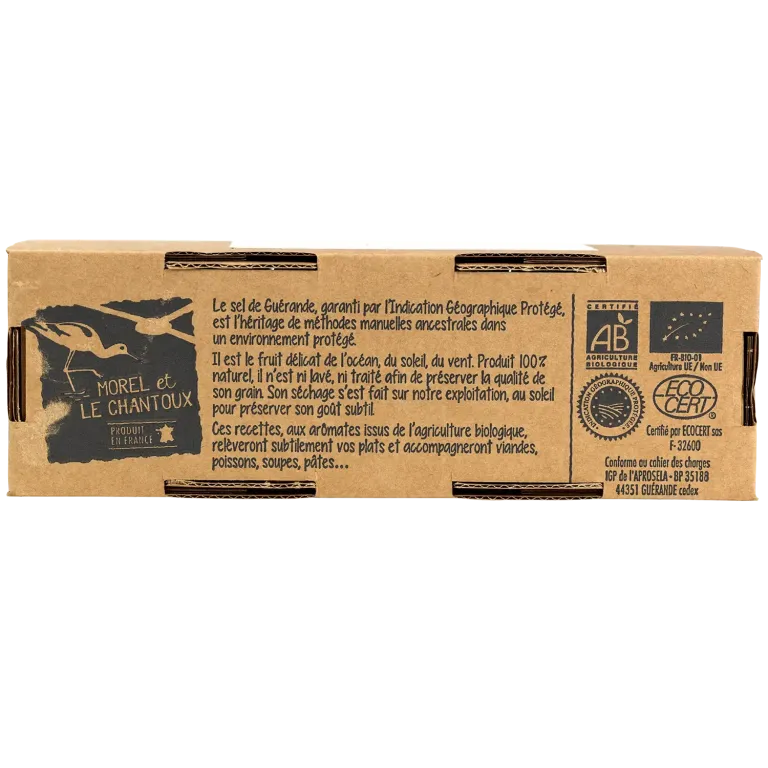 MOREL et
LE CHANTOUX
PRODUIT
EN FRANCE
Le sel de Guérande, garanti par l'Indication Géographique Protégé,
est l'héritage de méthodes manuelles ancestrales dans
un environnement protégé.
Il est le fruit délicat de l'océan, du soleil, du vent. Produit 100%
naturel, il n'est ni lavé, ni traité afin de préserver la qualité de
son grain. Son séchage s'est fait sur notre exploitation, au soleil
pour préserver son goût subtil.
Ces recettes, aux arômates issus de l'agriculture biologique,
relèveront subtilement vos plats et accompagneront viandes,
poissons, soupes, pâtes...
CERTIFIÉ
AB
AGRICULTURE
BIOLOGIQUE
INDICATION GÉOGRAPHIQUE PROTÉGÉE
FR-BIO-01
Agriculture UE / Non UE
ECO
CERT®
Certifié par ECOCERT sas
F-32600
Conforme au cahier des charges
IGP de l'APROSELA - BP 35188
44351 GUÉRANDE cedex